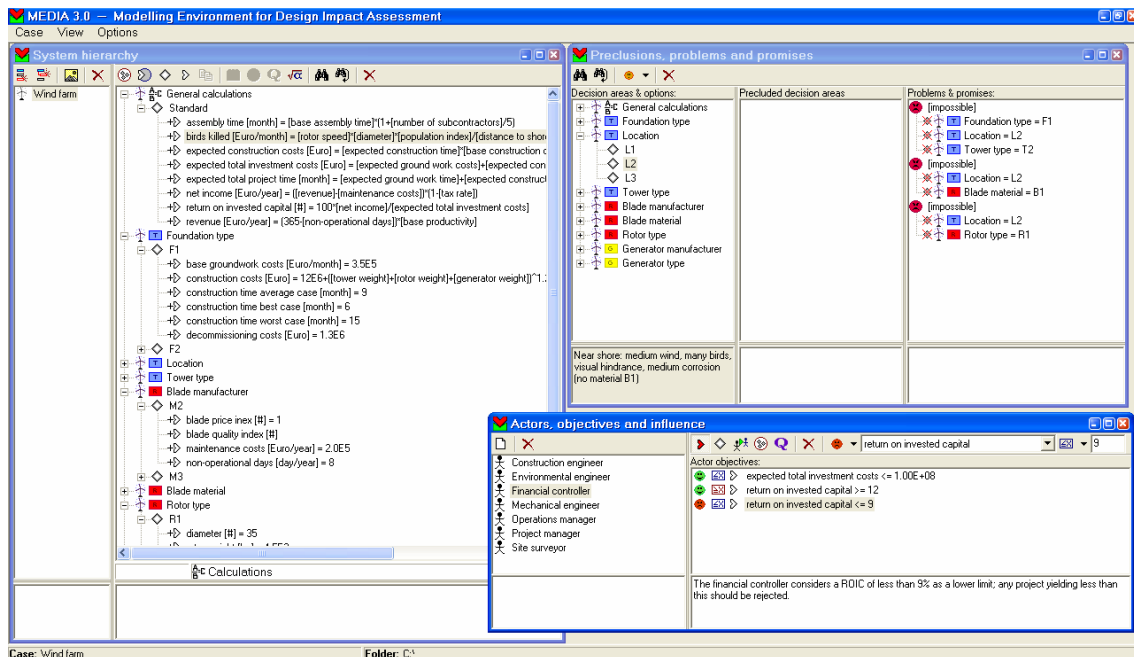 MEDIA 3.0 — Modelling Environment for Design Impact Assessment
Case View Options
System hierarchy
Wind farm
General calculations
Standard
assembly time [month] = [base assembly time]*(1+[number of subcontractors]/5)
birds killed [Euro/month] = [rotor speed]*[diameter]*[population index]/[distance to shore
expected construction costs [Euro] = [expected construction time]*[base construction c
expected total investment costs [Euro] = [expected ground work costs]+[expected con
expected total project time [month] = [expected ground work time]+[expected construct
net income [Euro/year] = ([revenue]-[maintenance costs])*(1-[tax rate])
return on invested capital [#] = 100*[net income]/[expected total investment costs]
revenue [Euro/year] = (365-[non-operational days])*[base productivity]
Foundation type
F1
base groundwork costs [Euro/month] = 3.5E5
construction costs [Euro] = 12E6+([tower weight]+[rotor weight]+[generator weight])^1.2
construction time average case [month] = 9
construction time best case [month] = 6
construction time worst case [month] = 15
decommissioning costs [Euro] = 1.3E6
F2
Location
Tower type
Blade manufacturer
M2
blade price inex [#] = 1
blade quality index [#]
maintenance costs [Euro/year] = 2.0E5
non-operational days [day/year] = 8
M3
Blade material
Rotor type
R1
diameter [#] = 35
Calculations
Preclusions, problems and promises
Decision areas & options:
General calculations
Foundation type
Location
L1
L2
L3
Tower type
Blade manufacturer
Blade material
Rotor type
Generator manufacturer
Generator type
Near shore: medium wind, many birds,
visual hindrance, medium corrosion
(no material B1)
Precluded decision areas
Problems & promises:
[impossible]
Foundation type = F1
Location = L2
Tower type = T2
[impossible]
Location = L2
Blade material = B1
[impossible]
Location = L2
Rotor type = R1
Actors, objectives and influence
return on invested capital 9
Construction engineer
Environmental engineer
Financial controller
Mechanical engineer
Operations manager
Project manager
Site surveyor
Actor objectives:
expected total investment costs <= 1.00E+08
return on invested capital >= 12
return on invested capital <= 9
The financial controller considers a ROIC of less than 9% as a lower limit; any project yielding less than
this should be rejected.
Case: Wind farm
Folder: C:\